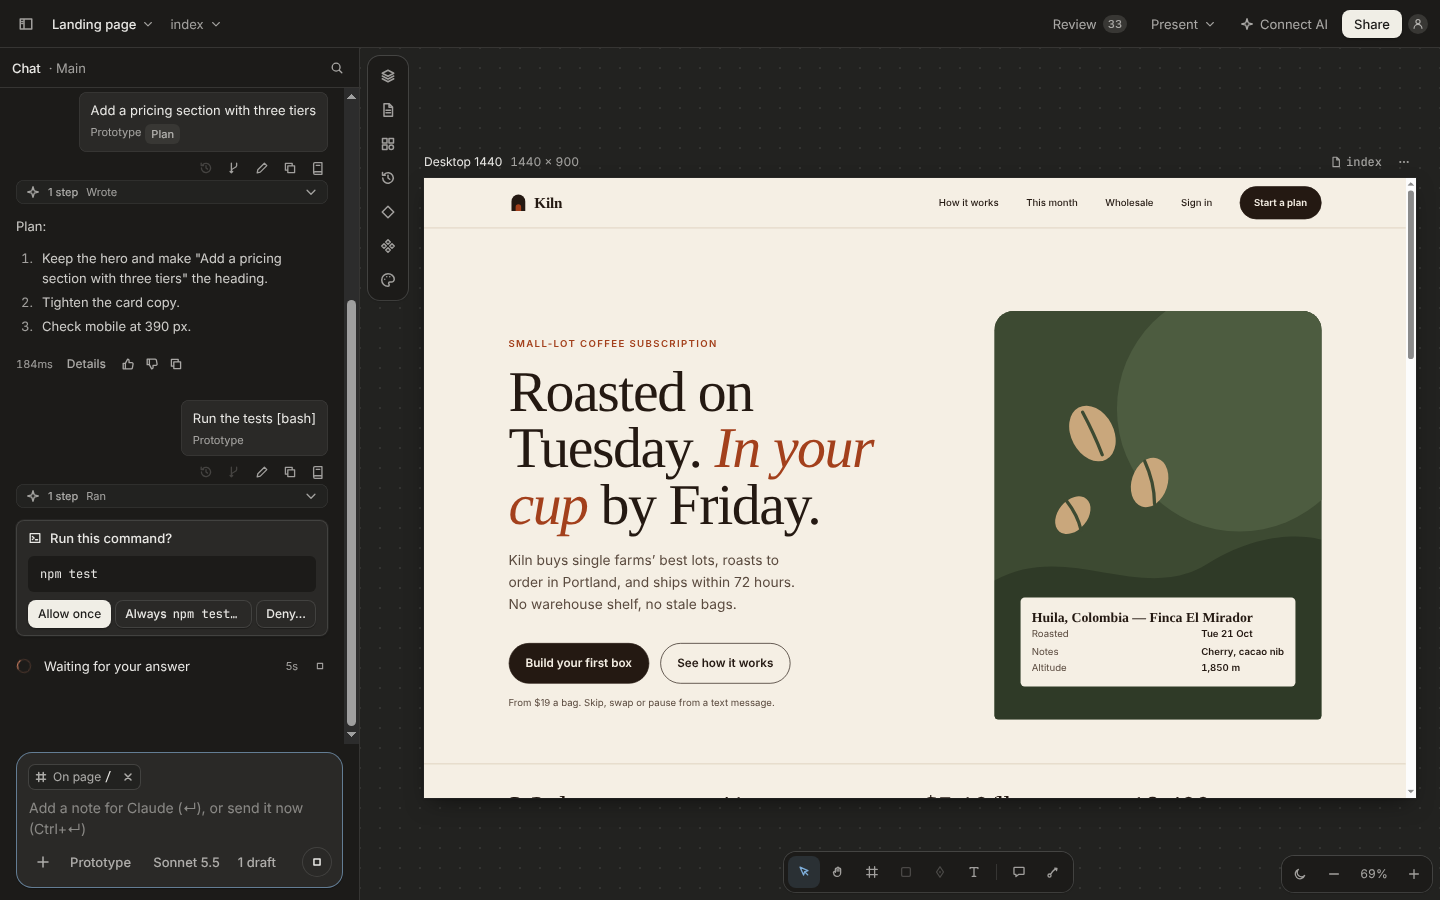 Landing page
index
Review 33
Present
Connect AI
Share
Chat · Main
Add a pricing section with three tiers
Prototype Plan
1 step Wrote
Plan:
1. Keep the hero and make "Add a pricing
section with three tiers" the heading.
2. Tighten the card copy.
3. Check mobile at 390 px.
184ms Details
Run the tests [bash]
Prototype
1 step Ran
Run this command?
npm test
Allow once
Always npm test…
Deny…
Waiting for your answer 5s
On page /
Add a note for Claude (↵), or send it now
(Ctrl+↵)
Prototype Sonnet 5.5 1 draft
Desktop 1440 1440 × 900
index
Kiln
How it works
This month
Wholesale
Sign in
Start a plan
SMALL-LOT COFFEE SUBSCRIPTION
Roasted on
Tuesday. In your
cup by Friday.
Kiln buys single farms’ best lots, roasts to
order in Portland, and ships within 72 hours.
No warehouse shelf, no stale bags.
Build your first box
See how it works
From $19 a bag. Skip, swap or pause from a text message.
Huila, Colombia — Finca El Mirador
Roasted Tue 21 Oct
Notes Cherry, cacao nib
Altitude 1,850 m
69%